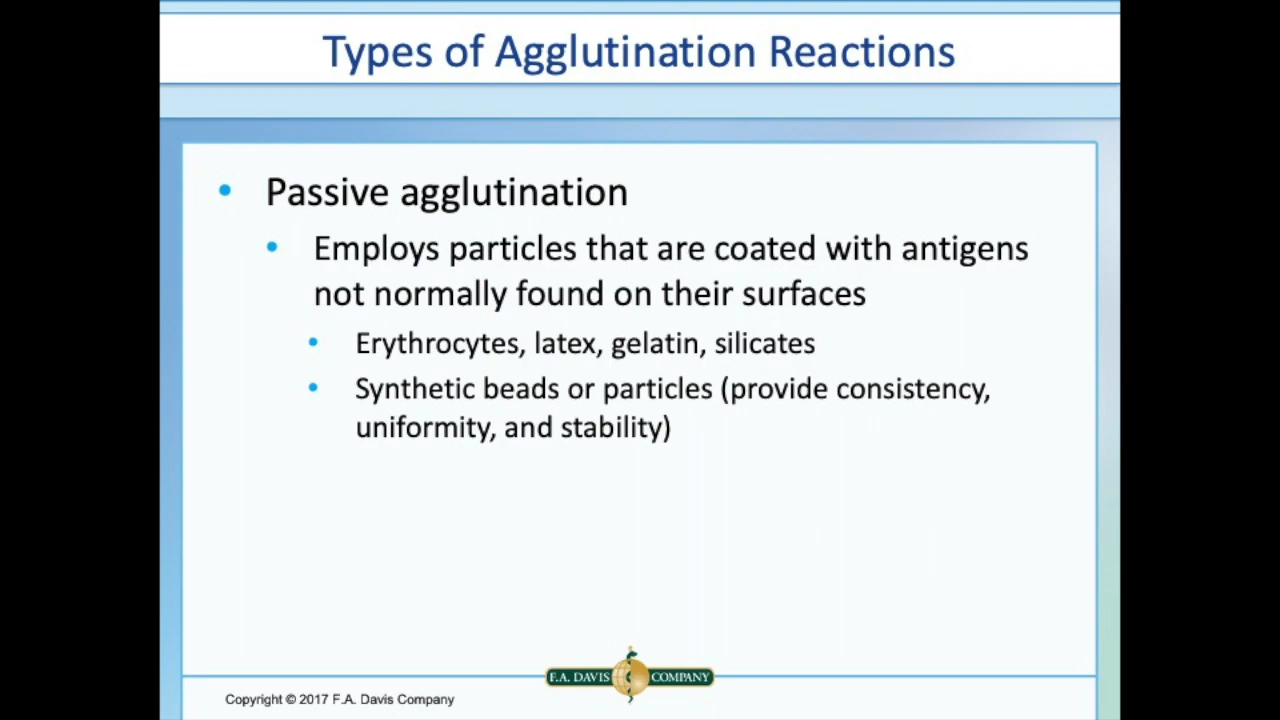 Types of Agglutination Reactions
• Passive agglutination
• Employs particles that are coated with antigens
not normally found on their surfaces
• Erythrocytes, latex, gelatin, silicates
• Synthetic beads or particles (provide consistency,
uniformity, and stability)
F.A. DAVIS COMPANY
Copyright © 2017 F.A. Davis Company